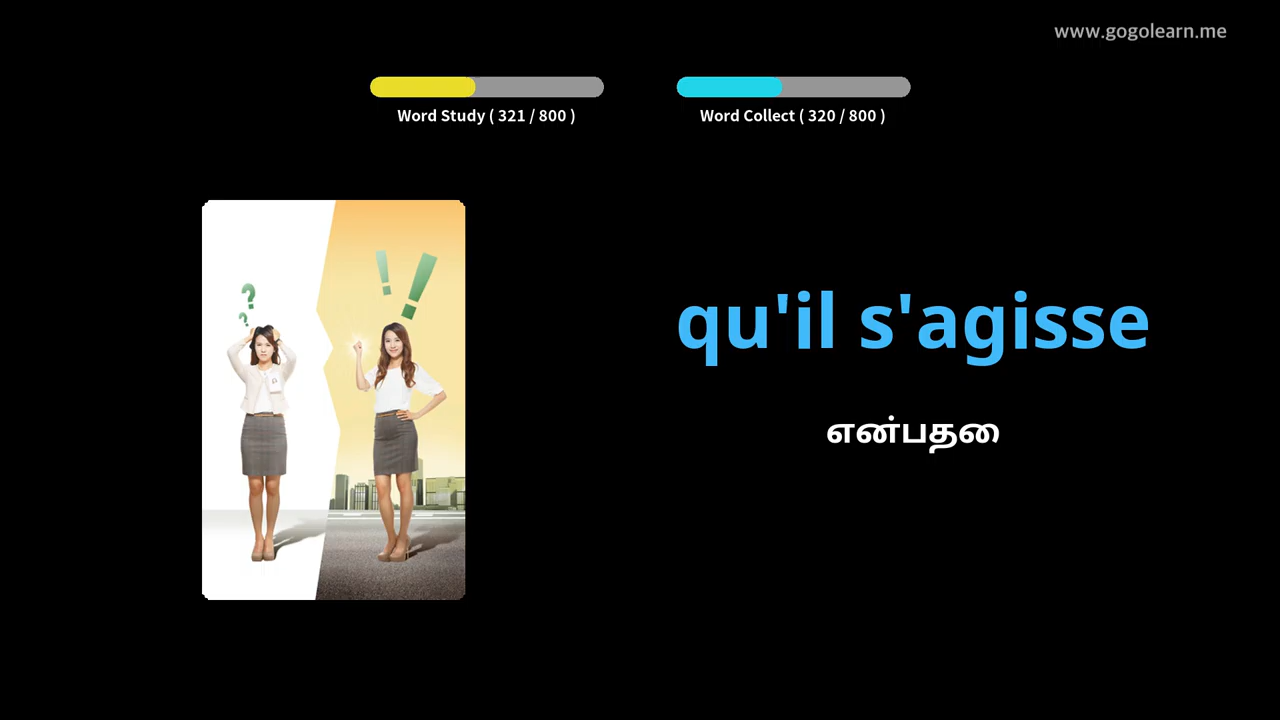 www.gogolearn.me
Word Study ( 321 / 800 )
Word Collect ( 320 / 800 )
? ?
! !
qu'il s'agisse
என்பதை